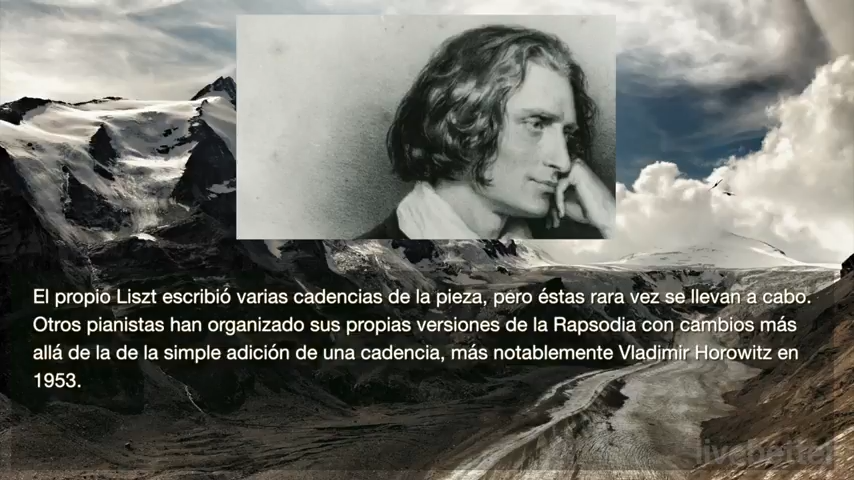 El propio Liszt escribió varias cadencias de la pieza, pero éstas rara vez se llevan a cabo.
Otros pianistas han organizado sus propias versiones de la Rapsodia con cambios más
allá de la de la simple adición de una cadencia, más notablemente Vladimir Horowitz en
1953.